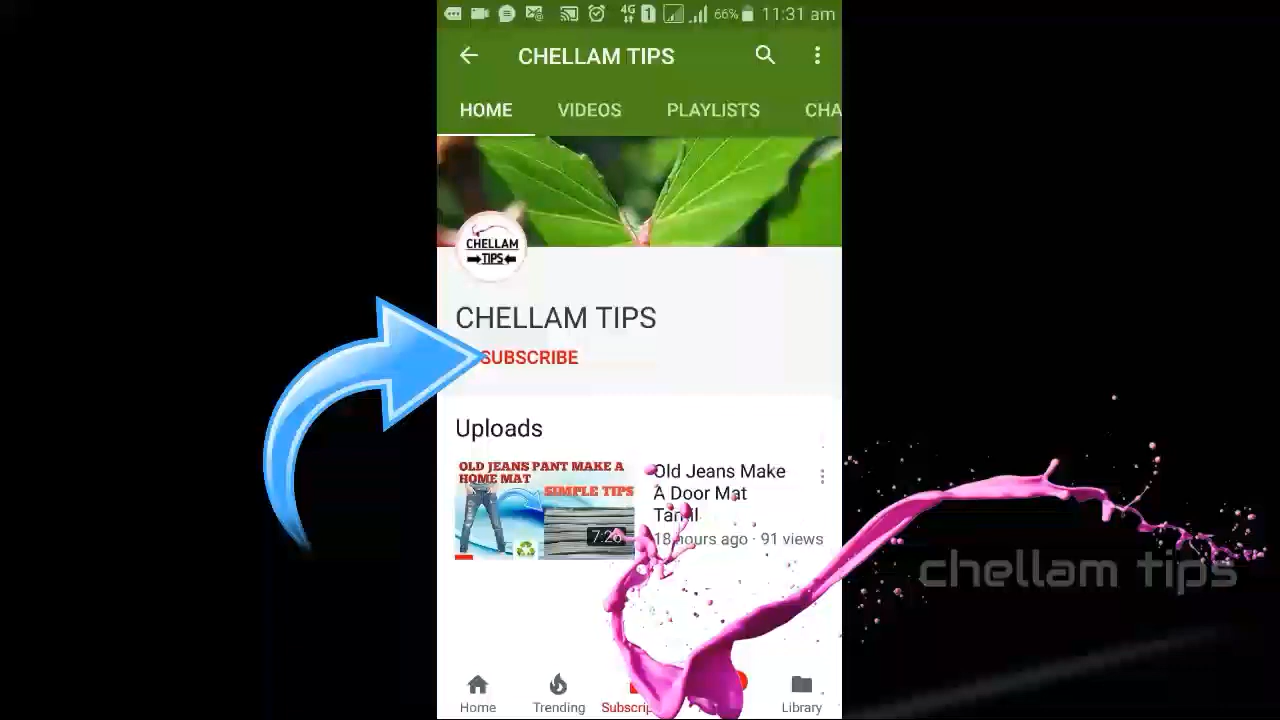 4G 1 66% 11:31 am
CHELLAM TIPS
HOME VIDEOS PLAYLISTS CHA
CHELLAM
TIPS
CHELLAM TIPS
SUBSCRIBE
Uploads
OLD JEANS PANT MAKE A
HOME MAT
SIMPLE TIPS
Old Jeans Make
A Door Mat
Tamil
18 hours ago · 91 views
chellam tips
Home Trending Library